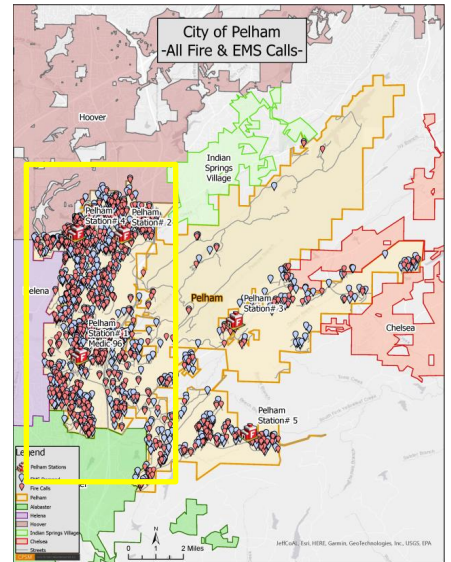 City of Pelham
-All Fire & EMS Calls-
Hoover
Indian
Springs
Village
Pelham
Station# 4
Pelham
Station# 2
elena
Pelham
Pelham
Station# 3
Pelham
Station# 1
Medic 96
Chelsea
Pelham
Station# 5
Legend
Pelham Stations
Fire Calls
Pelham
Alabaster
Helena
Hoover
Indian Springs Village
Chelsea
Streets
N
0 1 2 Miles
JeffCoAl, Esri, HERE, Garmin, GeoTechnologies, Inc., USGS, EPA